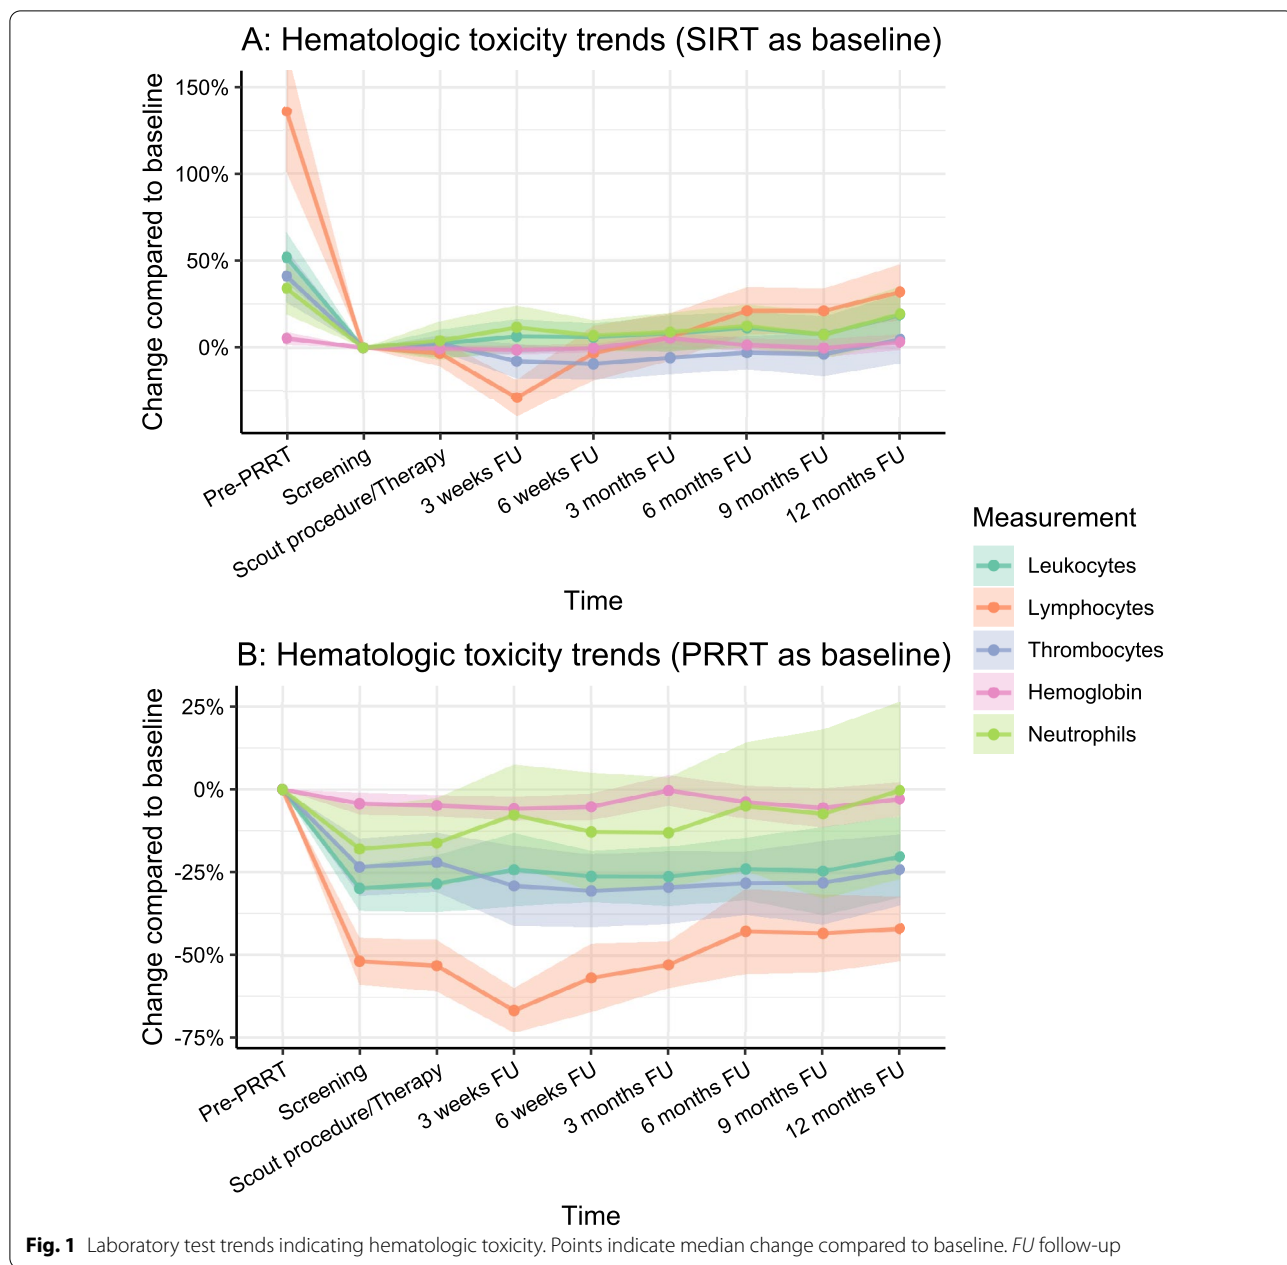 A: Hematologic toxicity trends (SIRT as baseline)
Change compared to baseline
150%
100%
50%
0%
Pre-PRRT
Screening
Scout procedure/Therapy
3 weeks FU
6 weeks FU
3 months FU
6 months FU
9 months FU
12 months FU
Time
Measurement
Leukocytes
Lymphocytes
Thrombocytes
Hemoglobin
Neutrophils
B: Hematologic toxicity trends (PRRT as baseline)
Change compared to baseline
25%
0%
-25%
-50%
-75%
Pre-PRRT
Screening
Scout procedure/Therapy
3 weeks FU
6 weeks FU
3 months FU
6 months FU
9 months FU
12 months FU
Time
Fig. 1 Laboratory test trends indicating hematologic toxicity. Points indicate median change compared to baseline. FU follow-up